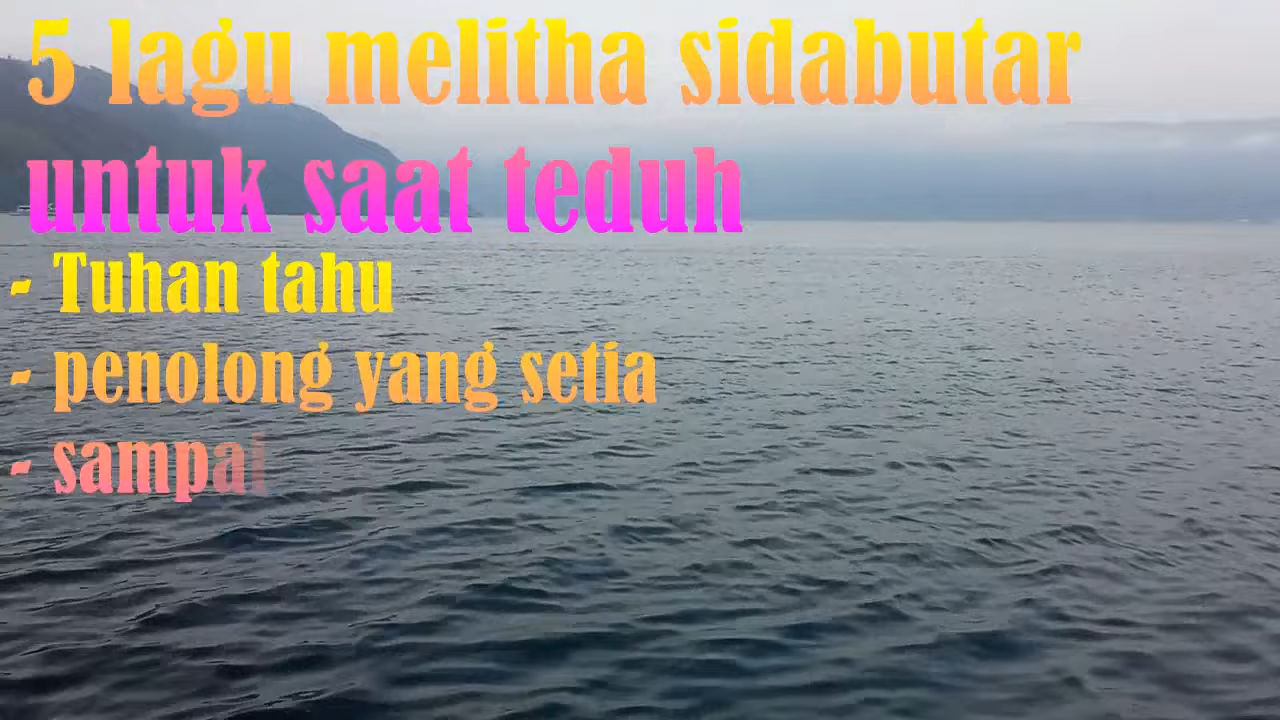 5 lagu melitha sidabutar
untuk saat teduh
- Tuhan tahu
- penolong yang setia
- sampai